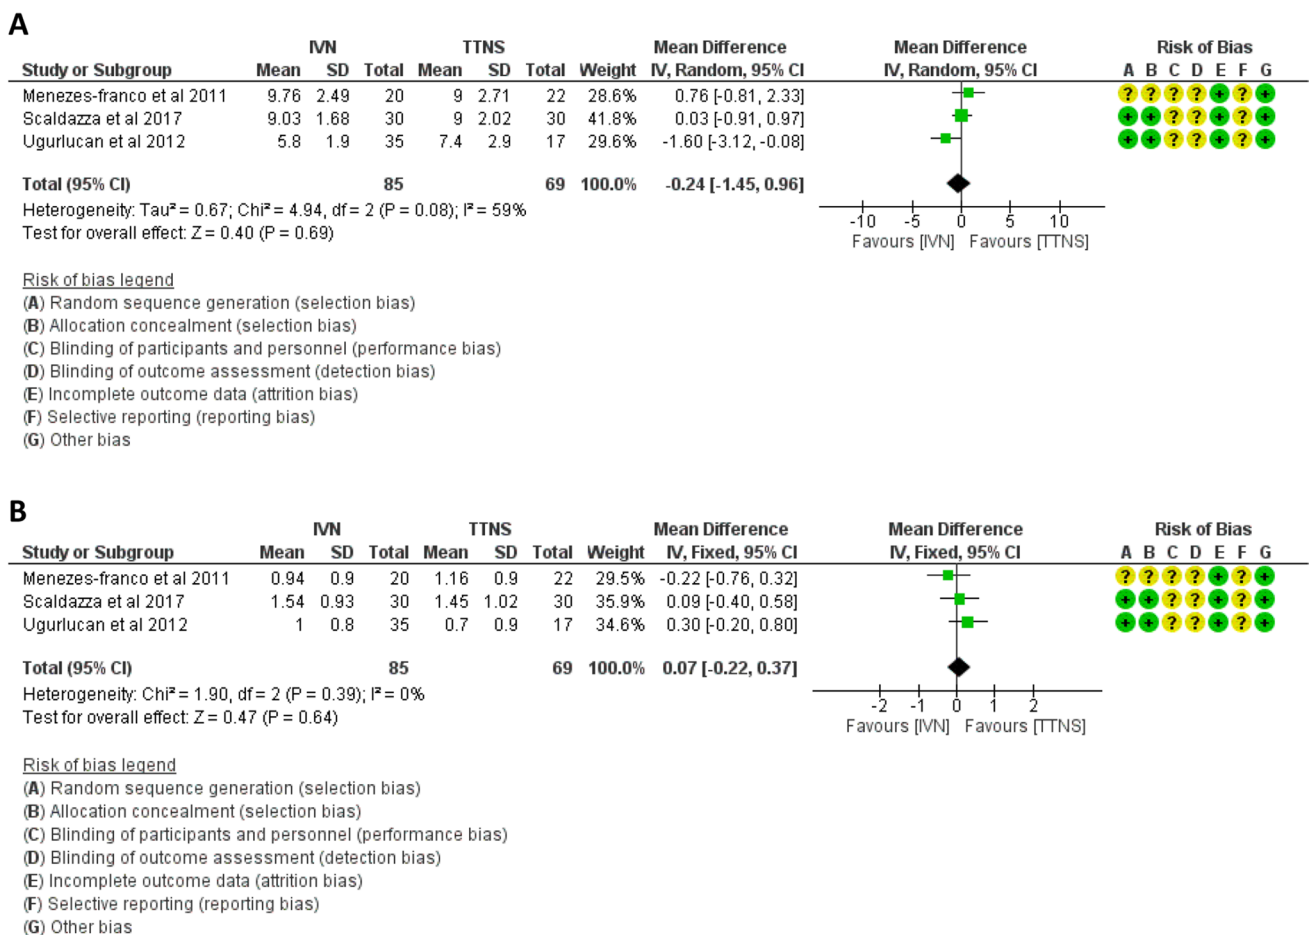 A
IVN TTNS Mean Difference Mean Difference Risk of Bias
Study or Subgroup Mean SD Total Mean SD Total Weight IV, Random, 95% CI IV, Random, 95% CI A B C D E F G
Menezes-franco et al 2011 9.76 2.49 20 9 2.71 22 28.6% 0.76 [-0.81, 2.33] ? ? ? ? + ? +
Scaldazza et al 2017 9.03 1.68 30 9 2.02 30 41.8% 0.03 [-0.91, 0.97] + + ? ? + ? +
Ugurlucan et al 2012 5.8 1.9 35 7.4 2.9 17 29.6% -1.60 [-3.12, -0.08] + + ? ? + ? +
Total (95% CI) 85 69 100.0% -0.24 [-1.45, 0.96]
Heterogeneity: Tau² = 0.67; Chi² = 4.94, df = 2 (P = 0.08); I² = 59%
Test for overall effect: Z = 0.40 (P = 0.69)
-10 -5 0 5 10
Favours [IVN] Favours [TTNS]
Risk of bias legend
(A) Random sequence generation (selection bias)
(B) Allocation concealment (selection bias)
(C) Blinding of participants and personnel (performance bias)
(D) Blinding of outcome assessment (detection bias)
(E) Incomplete outcome data (attrition bias)
(F) Selective reporting (reporting bias)
(G) Other bias
B
IVN TTNS Mean Difference Mean Difference Risk of Bias
Study or Subgroup Mean SD Total Mean SD Total Weight IV, Fixed, 95% CI IV, Fixed, 95% CI A B C D E F G
Menezes-franco et al 2011 0.94 0.9 20 1.16 0.9 22 29.5% -0.22 [-0.76, 0.32] ? ? ? ? + ? +
Scaldazza et al 2017 1.54 0.93 30 1.45 1.02 30 35.9% 0.09 [-0.40, 0.58] + + ? ? + ? +
Ugurlucan et al 2012 1 0.8 35 0.7 0.9 17 34.6% 0.30 [-0.20, 0.80] + + ? ? + ? +
Total (95% CI) 85 69 100.0% 0.07 [-0.22, 0.37]
Heterogeneity: Chi² = 1.90, df = 2 (P = 0.39); I² = 0%
Test for overall effect: Z = 0.47 (P = 0.64)
-2 -1 0 1 2
Favours [IVN] Favours [TTNS]
Risk of bias legend
(A) Random sequence generation (selection bias)
(B) Allocation concealment (selection bias)
(C) Blinding of participants and personnel (performance bias)
(D) Blinding of outcome assessment (detection bias)
(E) Incomplete outcome data (attrition bias)
(F) Selective reporting (reporting bias)
(G) Other bias